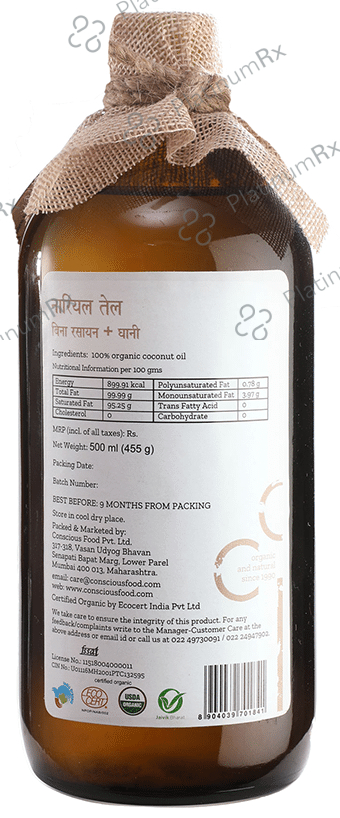 PlatinumRx
नारियल तेल
बिना रसायन + घानी
Ingredients: 100% organic coconut oil
Nutritional Information per 100 gms
Energy 899.91 kcal Polyunsaturated Fat 0.78 g
Total Fat 99.99 g Monounsaturated Fat 3.97 g
Saturated Fat 95.25 g Trans Fatty Acid 0
Cholesterol 0 Carbohydrate 0
MRP (incl. of all taxes): Rs.
Net Weight: 500 ml (455 g)
Packing Date:
Batch Number:
BEST BEFORE: 9 MONTHS FROM PACKING
Store in cool dry place.
Packed & Marketed by:
Conscious Food Pvt. Ltd.
317-318, Vasan Udyog Bhavan
Senapati Bapat Marg, Lower Parel
Mumbai 400 013, Maharashtra.
email: care@consciousfood.com
www.consciousfood.com
Certified Organic by Ecocert India Pvt Ltd
organic
and natural
since 1990
We take care to ensure the integrity of this product. For any
feedback/complaints write to the Manager-Customer Care at the
above address or email id or call us at 022 49730091 / 022 24947902.
fssai
License No.: 11518004000011
CIN No.: U01116MH2001PTC132595
certified organic
ECO
CERT
USDA
ORGANIC
Jaivik Bharat
8 904039 701841